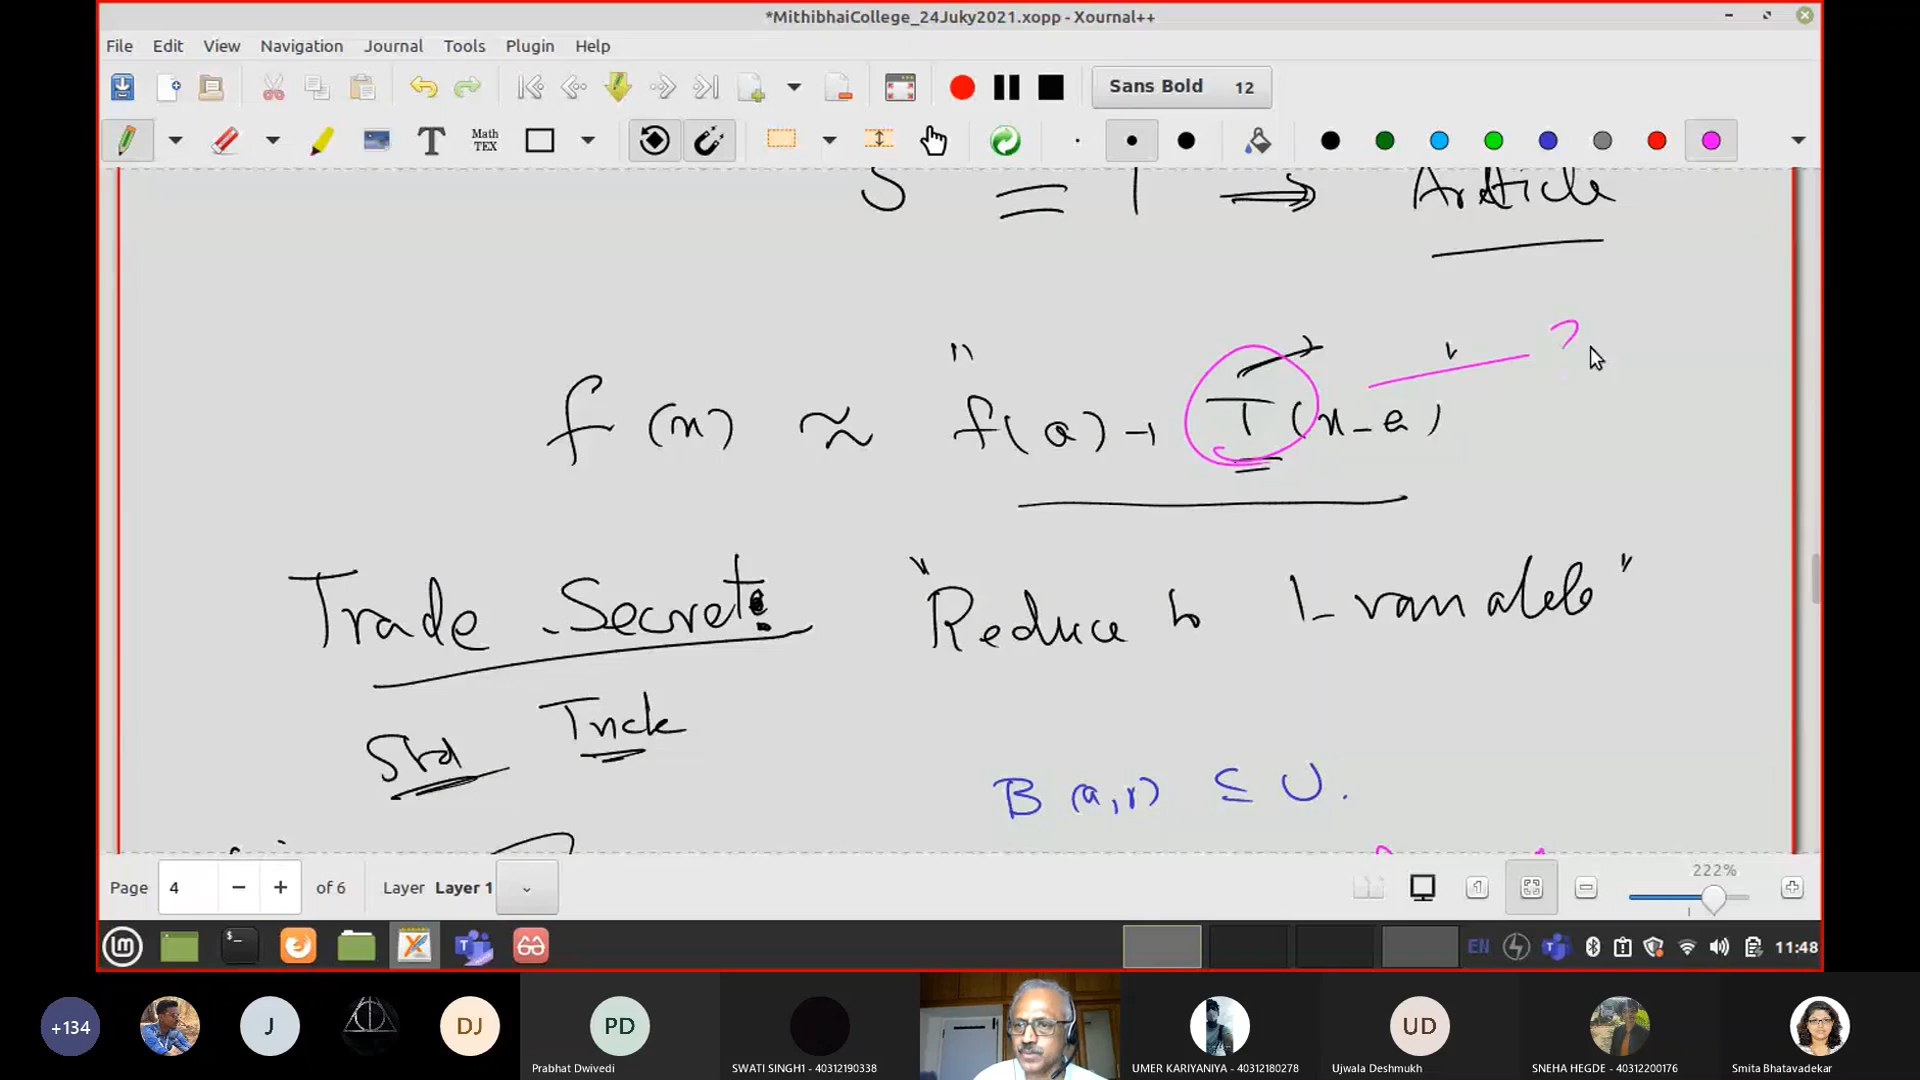 *MithibhaiCollege_24Juky2021.xopp - Xournal++
File Edit View Navigation Journal Tools Plugin Help
Sans Bold 12
T Math TEX
S = 1 ⟹ Article
f(x) ≈ "f(a) + T(x-a) ?
Trade Secret: "Reduce to 1-variable"
Std Trick
B(a,r) ⊆ U.
Page 4 of 6 Layer Layer 1
222%
EN 11:48
+134 J DJ PD UD
Prabhat Dwivedi SWATI SINGH1 - 40312190338 UMER KARIYANIYA - 40312180278 Ujwala Deshmukh SNEHA HEGDE - 40312200176 Smita Bhatavadekar